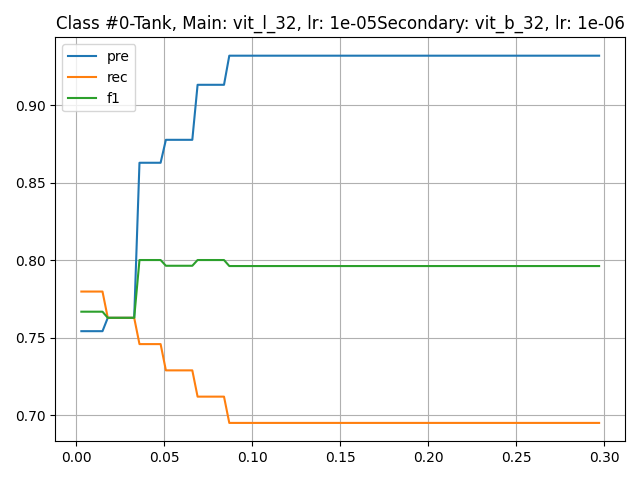 Class #0-Tank, Main: vit_l_32, lr: 1e-05Secondary: vit_b_32, lr: 1e-06
pre
rec
f1
0.90
0.85
0.80
0.75
0.70
0.00 0.05 0.10 0.15 0.20 0.25 0.30